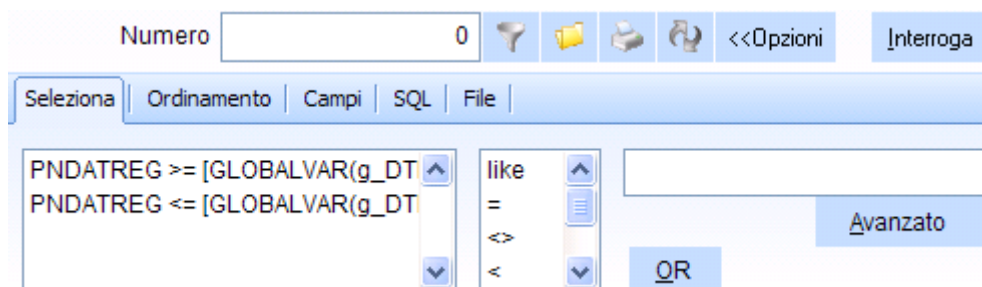 Numero 0 <<Opzioni Interroga
Seleziona Ordinamento Campi SQL File
PNDATREG >= [GLOBALVAR(g_DT like
PNDATREG <= [GLOBALVAR(g_DT =
<> Avanzato
< OR